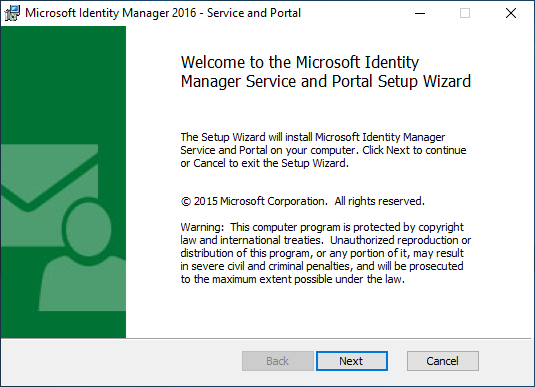 Microsoft Identity Manager 2016 - Service and Portal
Welcome to the Microsoft Identity
Manager Service and Portal Setup Wizard
The Setup Wizard will install Microsoft Identity Manager
Service and Portal on your computer. Click Next to continue
or Cancel to exit the Setup Wizard.
© 2015 Microsoft Corporation.  All rights reserved.
Warning:  This computer program is protected by copyright
law and international treaties.  Unauthorized reproduction or
distribution of this program, or any portion of it, may result
in severe civil and criminal penalties, and will be prosecuted
to the maximum extent possible under the law.
Back
Next
Cancel